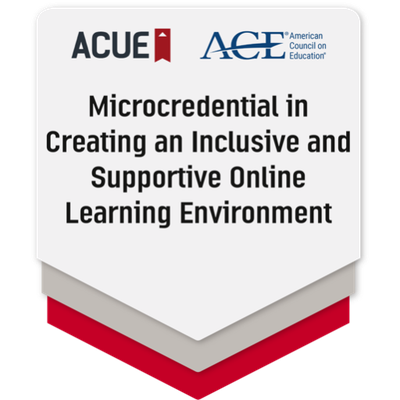 ACUE
ACE® American
Council on
Education®
Microcredential in
Creating an Inclusive and
Supportive Online
Learning Environment